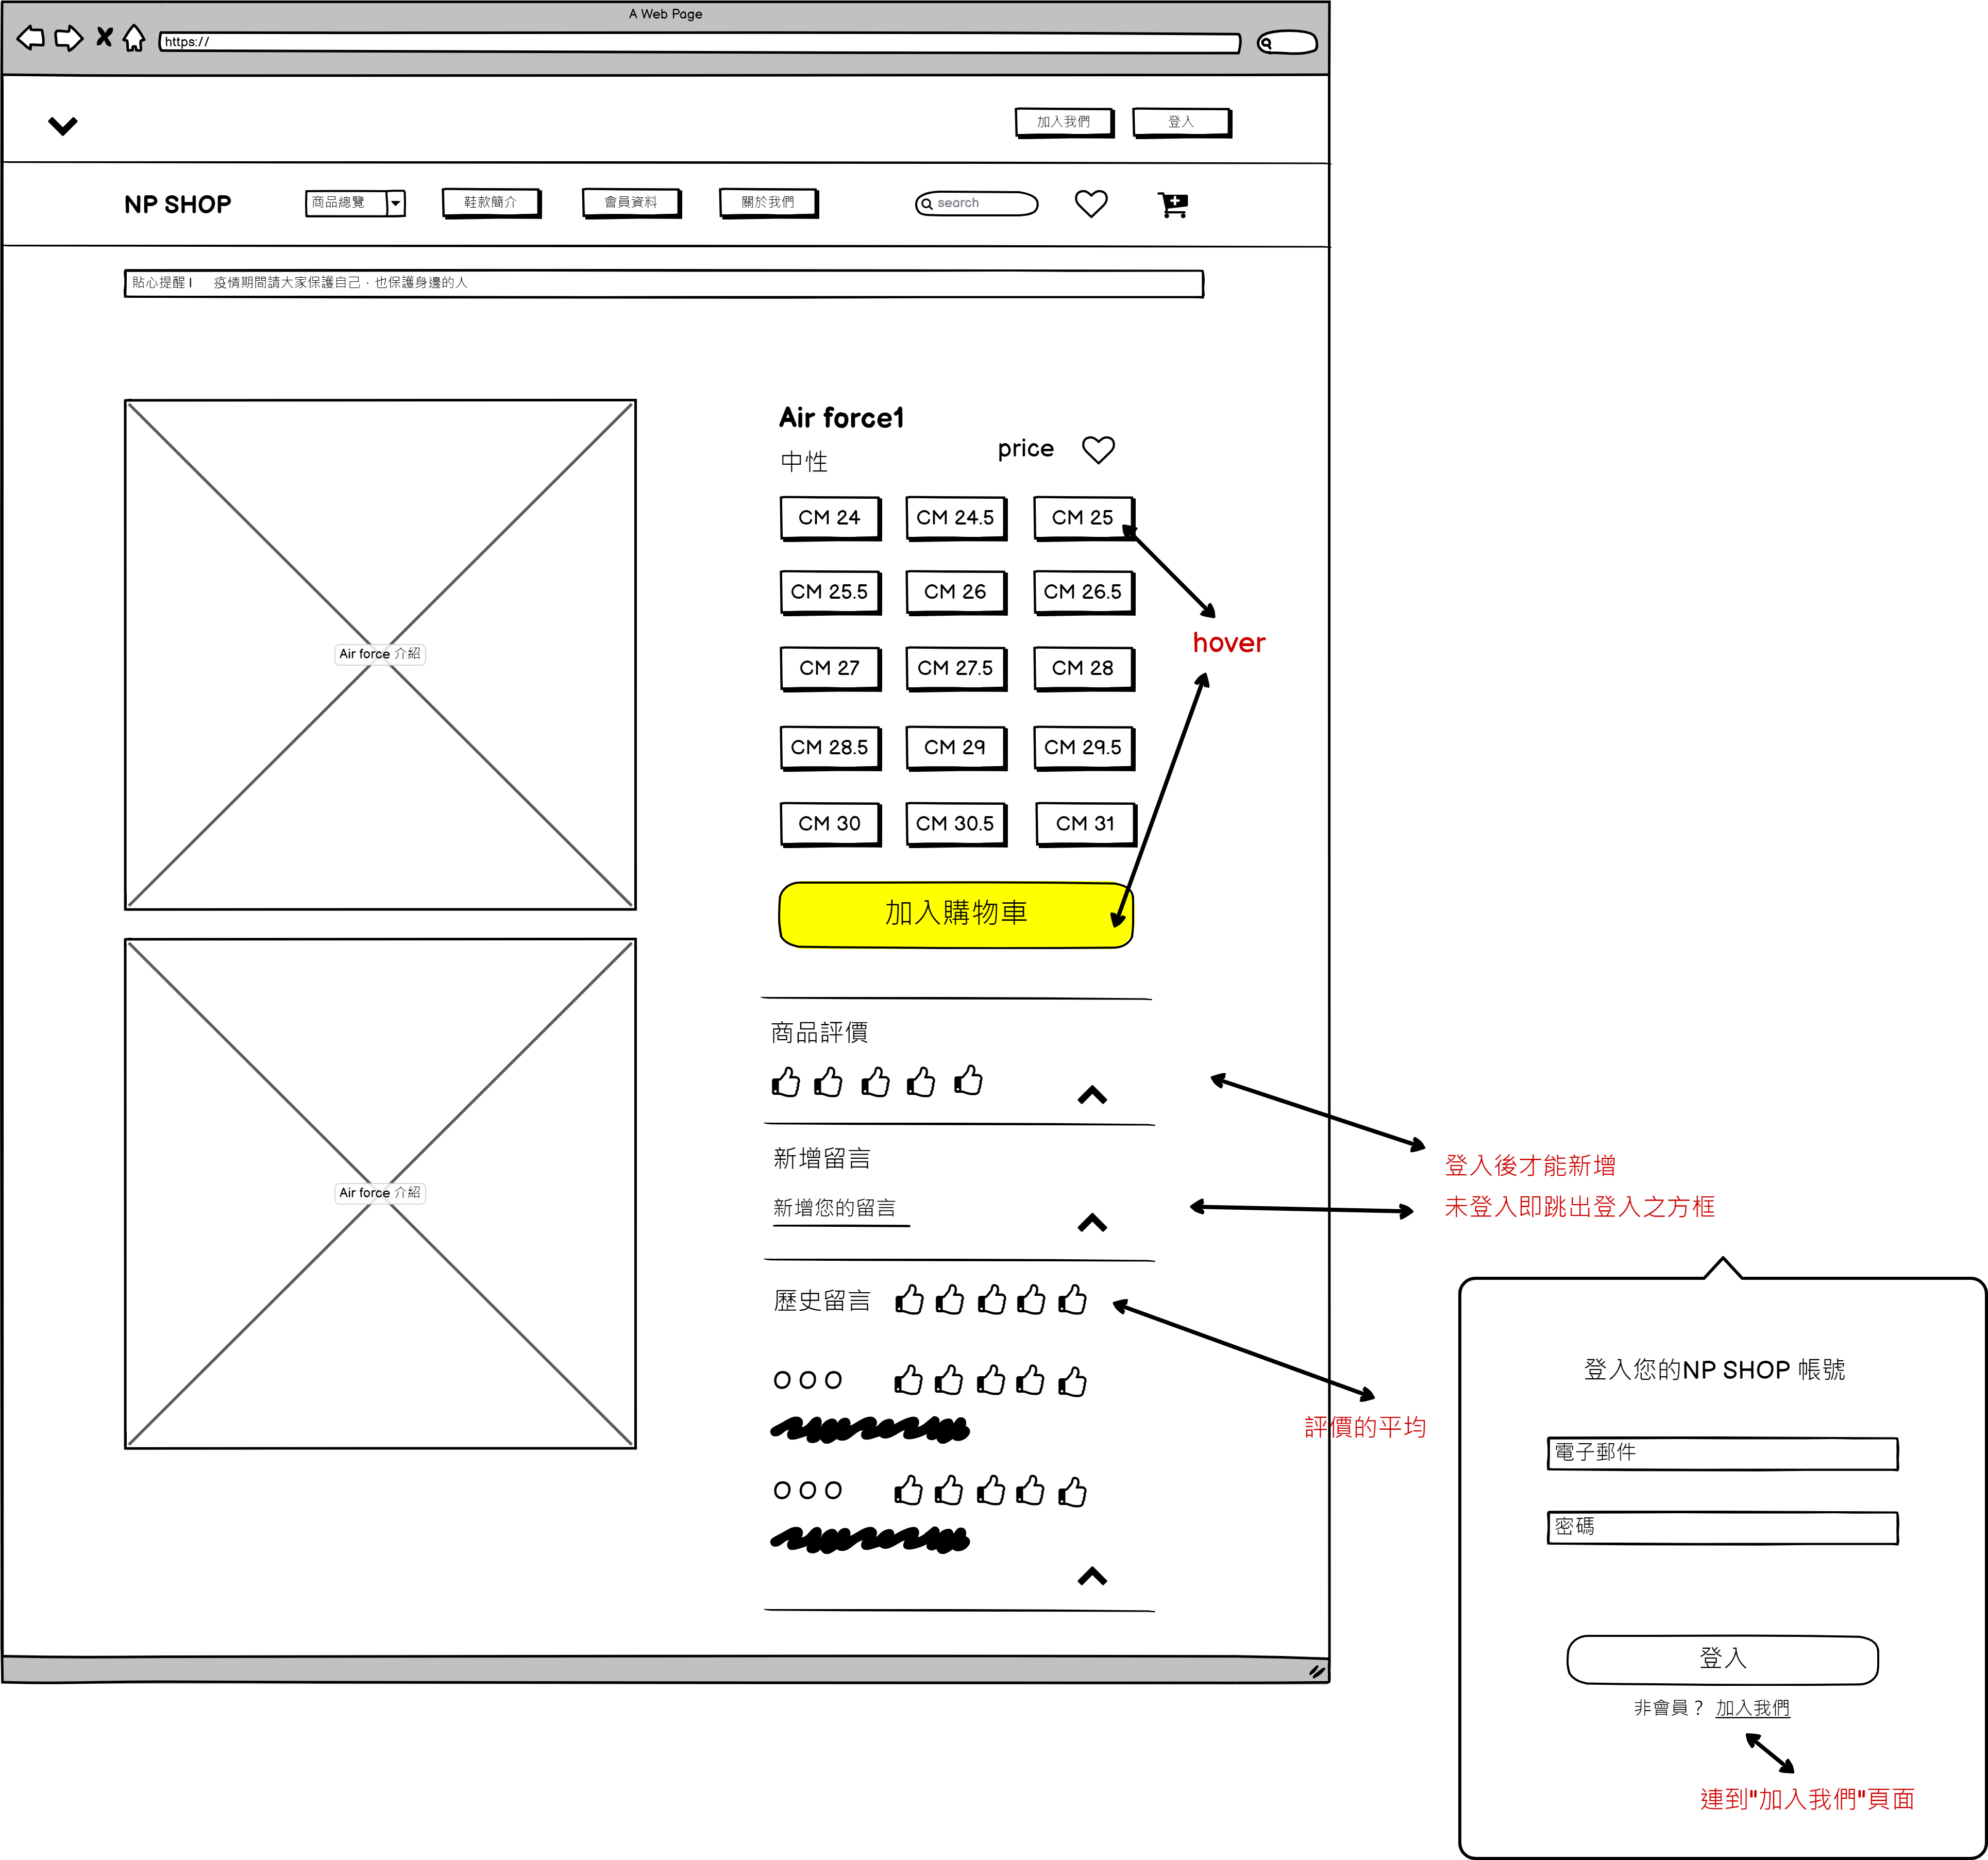 A Web Page
https://
加入我們
登入
NP SHOP
商品總覽
鞋款簡介
會員資料
關於我們
search
貼心提醒 l 疫情期間請大家保護自己，也保護身邊的人
Air force 介紹
Air force 介紹
Air force1
中性
price
CM 24
CM 24.5
CM 25
CM 25.5
CM 26
CM 26.5
CM 27
CM 27.5
CM 28
CM 28.5
CM 29
CM 29.5
CM 30
CM 30.5
CM 31
hover
加入購物車
商品評價
新增留言
新增您的留言
登入後才能新增
未登入即跳出登入之方框
歷史留言
評價的平均
O O O
O O O
登入您的NP SHOP 帳號
電子郵件
密碼
登入
非會員？ 加入我們
連到"加入我們"頁面